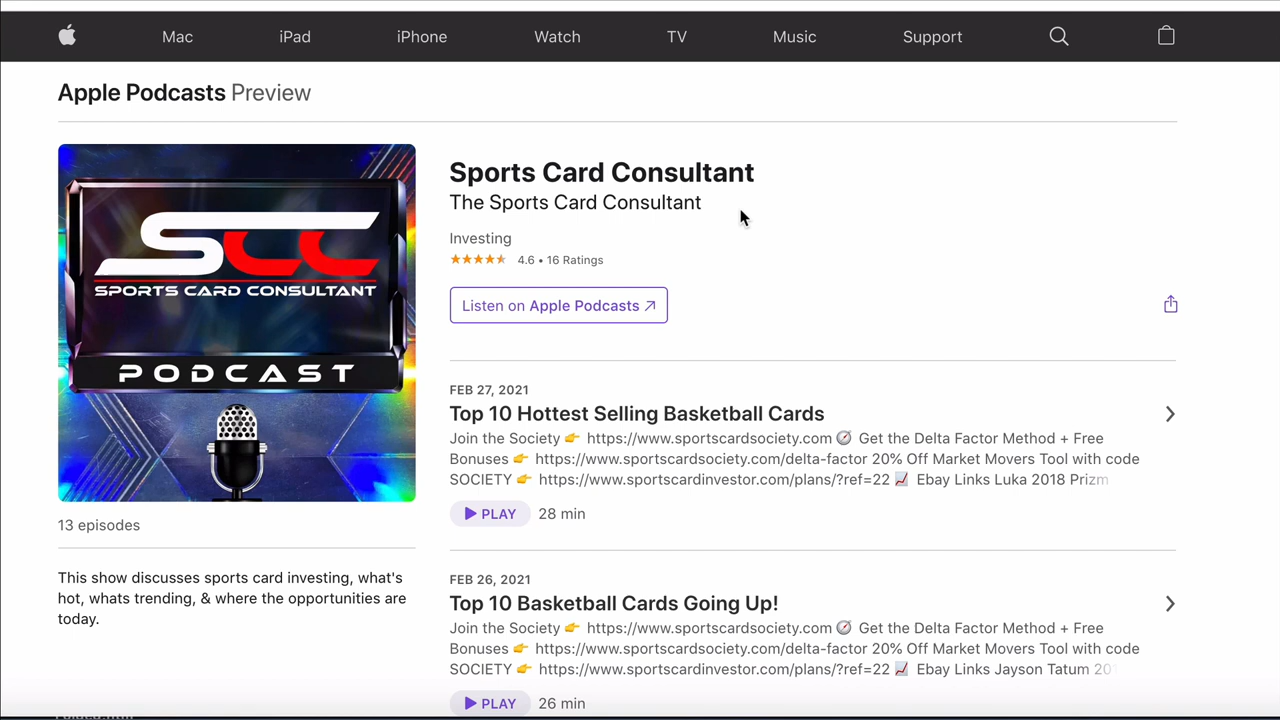 Mac iPad iPhone Watch TV Music Support
Apple Podcasts Preview
SCC
SPORTS CARD CONSULTANT
PODCAST
13 episodes
This show discusses sports card investing, what's
hot, whats trending, & where the opportunities are
today.
Sports Card Consultant
The Sports Card Consultant
Investing
4.6 • 16 Ratings
Listen on Apple Podcasts ↗
FEB 27, 2021
Top 10 Hottest Selling Basketball Cards
Join the Society 👉 https://www.sportscardsociety.com 🧭 Get the Delta Factor Method + Free
Bonuses 👉 https://www.sportscardsociety.com/delta-factor 20% Off Market Movers Tool with code
SOCIETY 👉 https://www.sportscardinvestor.com/plans/?ref=22 📈 Ebay Links Luka 2018 Prizm
PLAY 28 min
FEB 26, 2021
Top 10 Basketball Cards Going Up!
Join the Society 👉 https://www.sportscardsociety.com 🧭 Get the Delta Factor Method + Free
Bonuses 👉 https://www.sportscardsociety.com/delta-factor 20% Off Market Movers Tool with code
SOCIETY 👉 https://www.sportscardinvestor.com/plans/?ref=22 📈 Ebay Links Jayson Tatum 201
PLAY 26 min